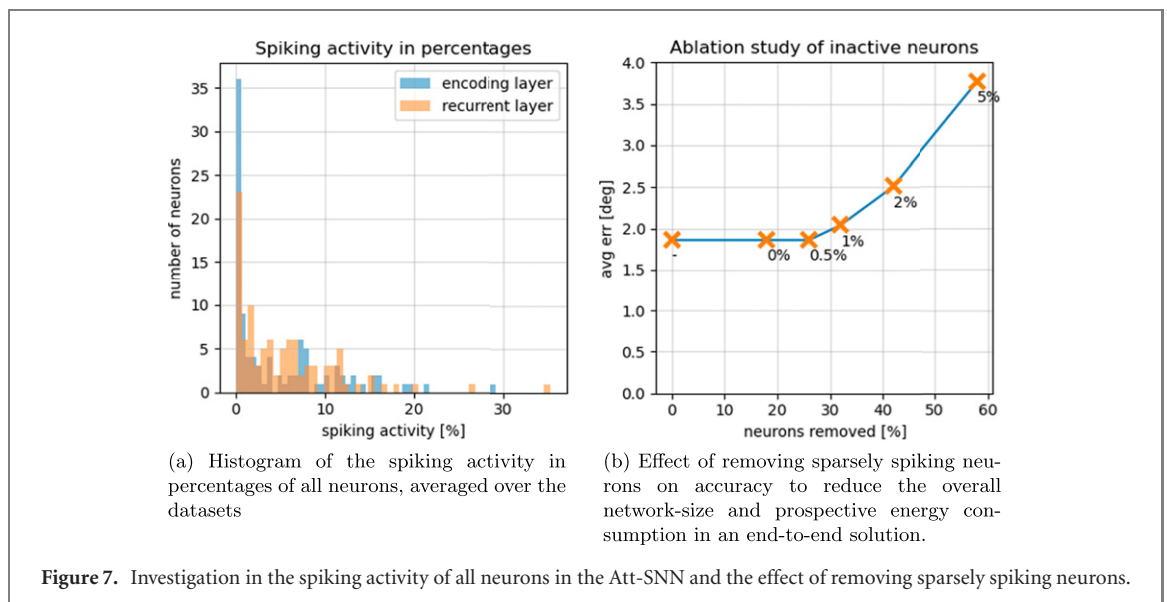 Spiking activity in percentages
encoding layer
recurrent layer
number of neurons
35
30
25
20
15
10
5
0
0
10
20
30
spiking activity [%]
(a) Histogram of the spiking activity in
percentages of all neurons, averaged over the
datasets
Ablation study of inactive neurons
avg err [deg]
4.0
3.5
3.0
2.5
2.0
1.5
1.0
0.5
0.0
-
0%
0.5%
1%
2%
5%
0
10
20
30
40
50
60
neurons removed [%]
(b) Effect of removing sparsely spiking neu-
rons on accuracy to reduce the overall
network-size and prospective energy con-
sumption in an end-to-end solution.
Figure 7. Investigation in the spiking activity of all neurons in the Att-SNN and the effect of removing sparsely spiking neurons.